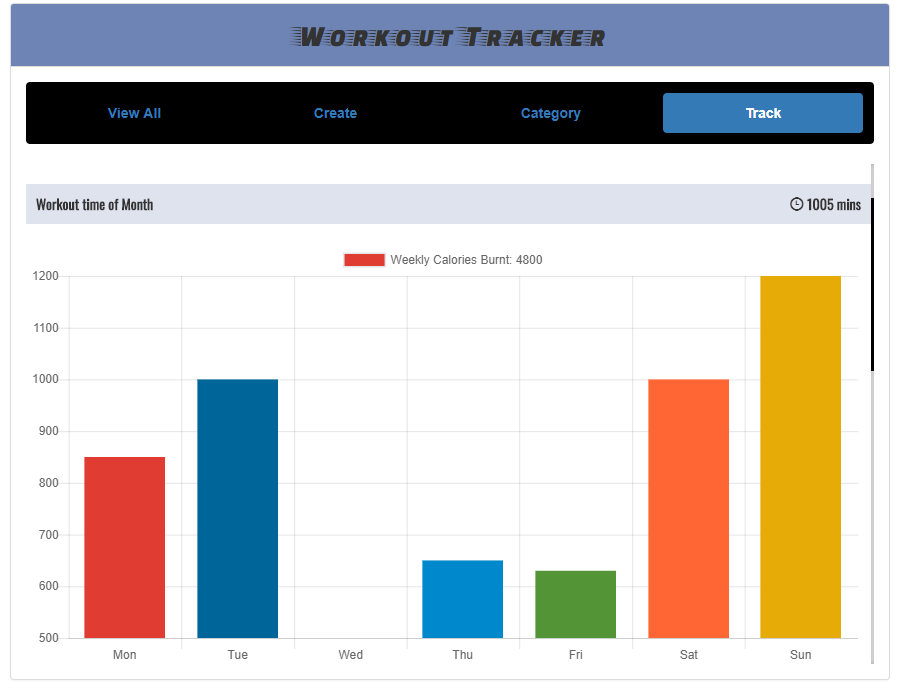 Workout Tracker
View All Create Category Track
Workout time of Month 1005 mins
Weekly Calories Burnt: 4800
1200
1100
1000
900
800
700
600
500
Mon Tue Wed Thu Fri Sat Sun